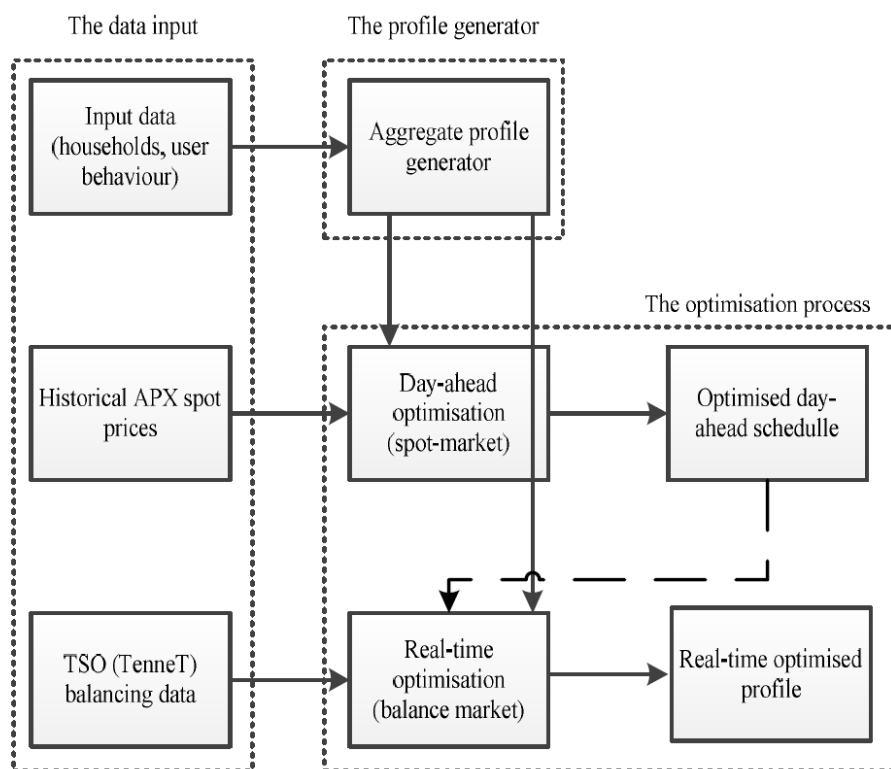 The data input
The profile generator
Input data
(households, user
behaviour)
Aggregate profile
generator
The optimisation process
Historical APX spot
prices
Day-ahead
optimisation
(spot-market)
Optimised day-
ahead schedulle
TSO (TenneT)
balancing data
Real-time
optimisation
(balance market)
Real-time optimised
profile